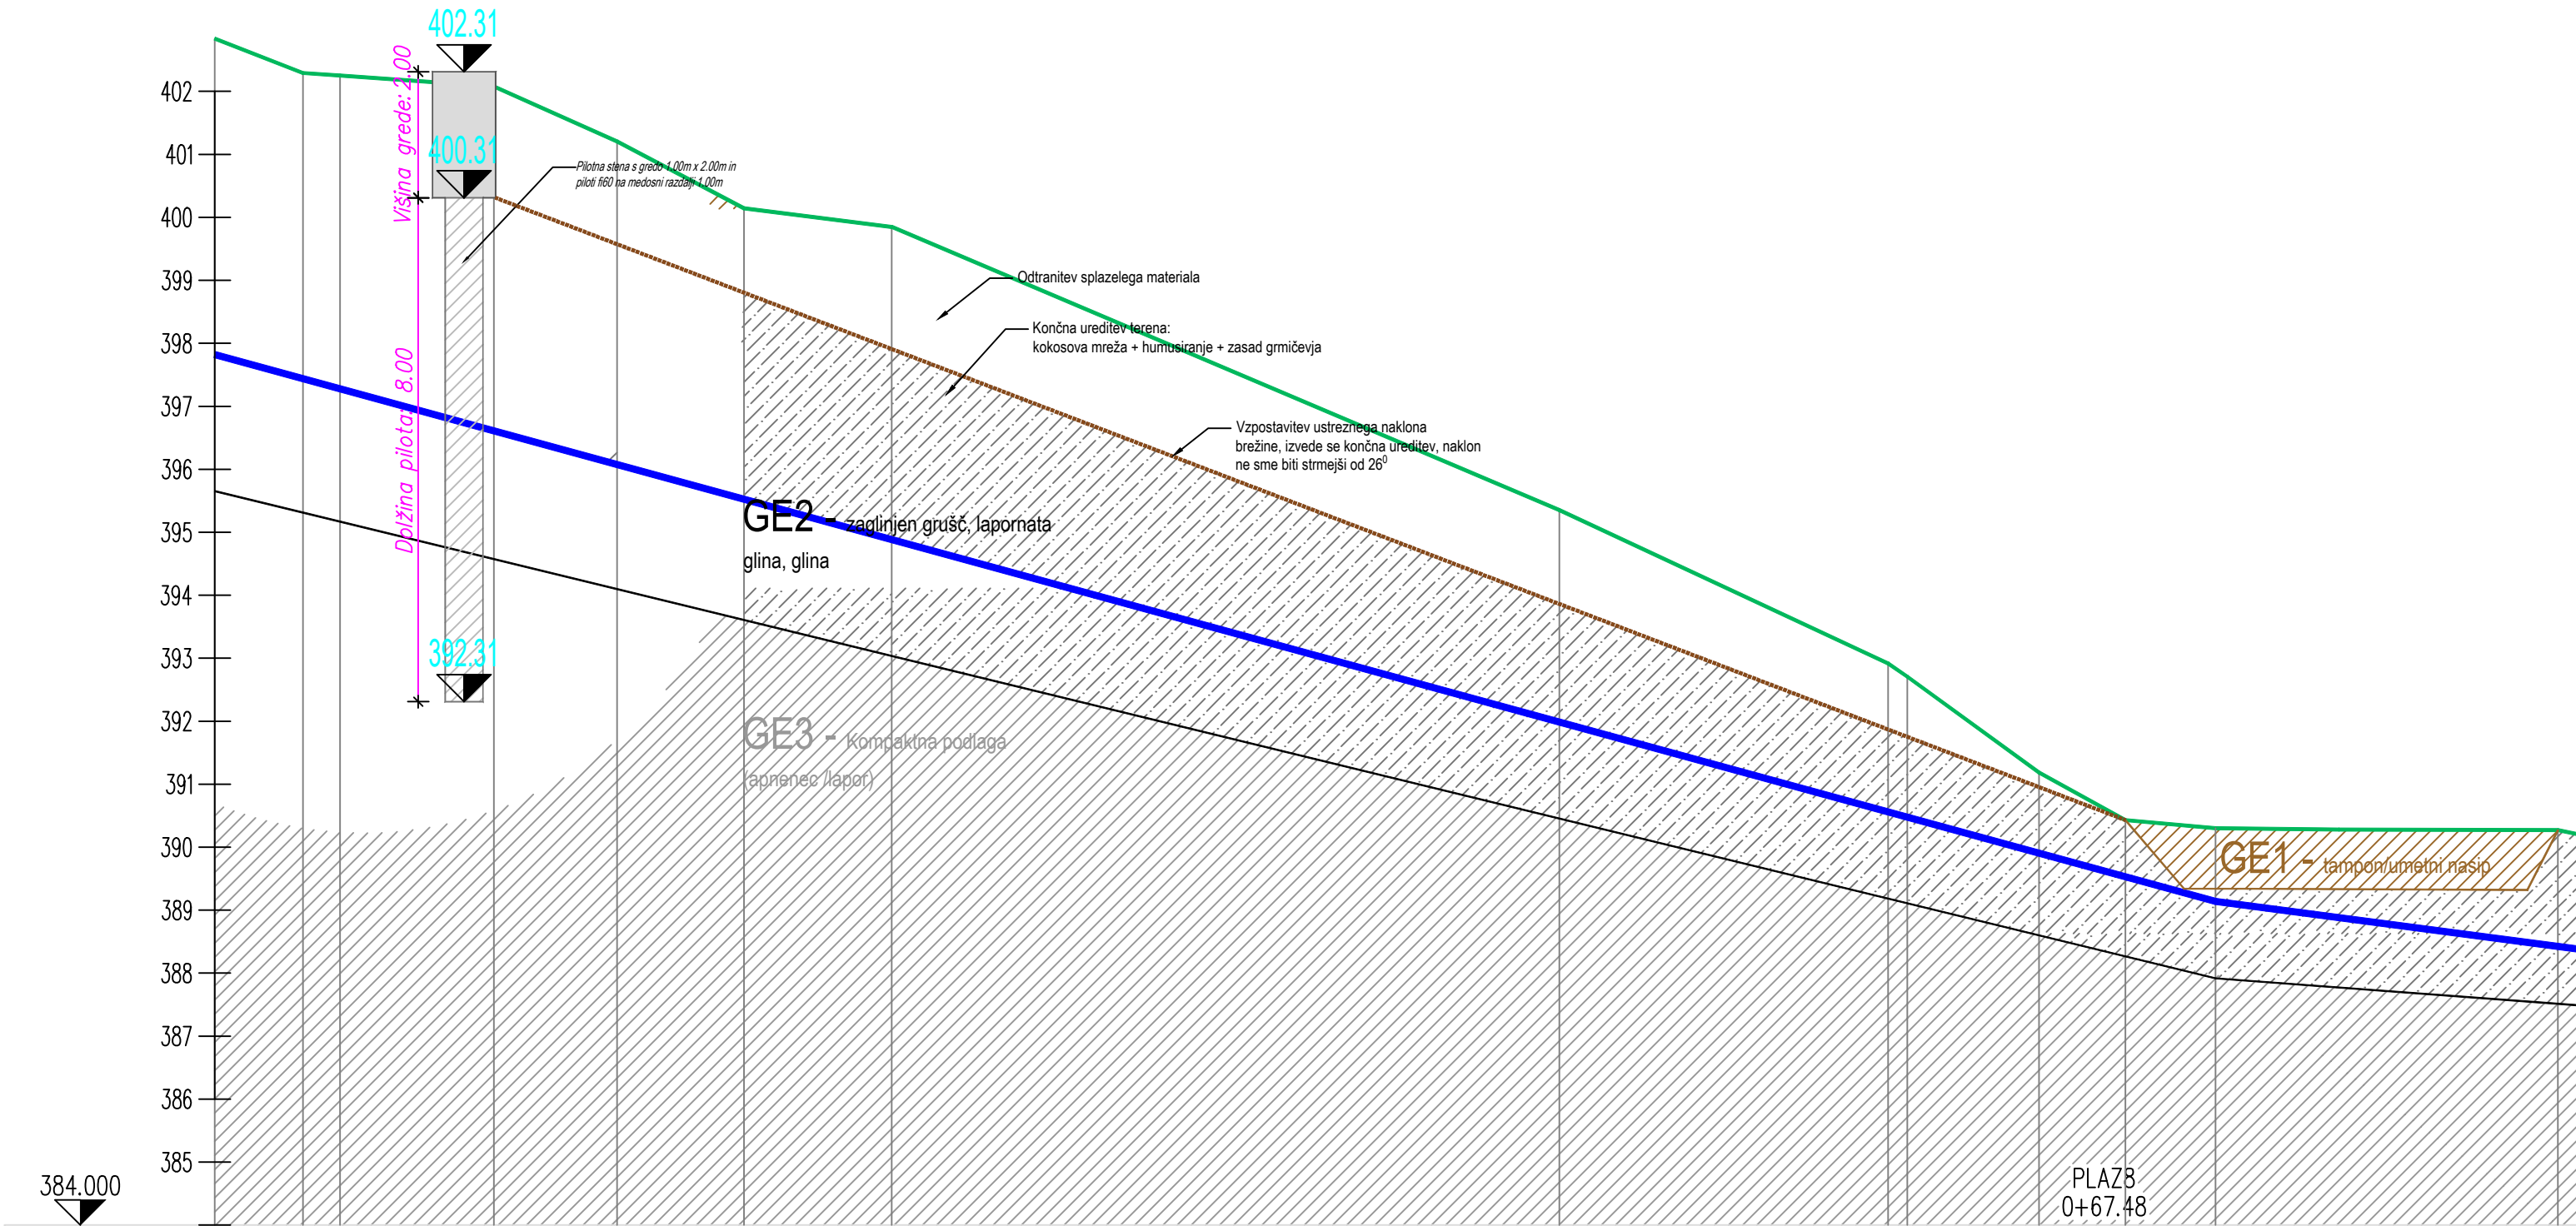 402.31
402
401
400
399
398
397
396
395
394
393
392
391
390
389
388
387
386
385
384.000
Višina grede: 2.00
400.31
Dolžina pilota: 8.00
392.31
Pilotna stena s gredo 1.00m x 2.00m in
piloti fi60 na medosni razdalji 1.00m
Odtranitev splazelega materiala
Končna ureditev terena:
kokosova mreža + humusiranje + zasad grmičevja
Vzpostavitev ustreznega naklona
brežine, izvede se končna ureditev, naklon
ne sme biti strmejši od 26⁰
GE2 - zaglinjen grušč, lapornata
glina, glina
GE3 - Kompaktna podlaga
(apnenec /lapor)
GE1 - tampon/umetni nasip
PLAZ8
0+67.48